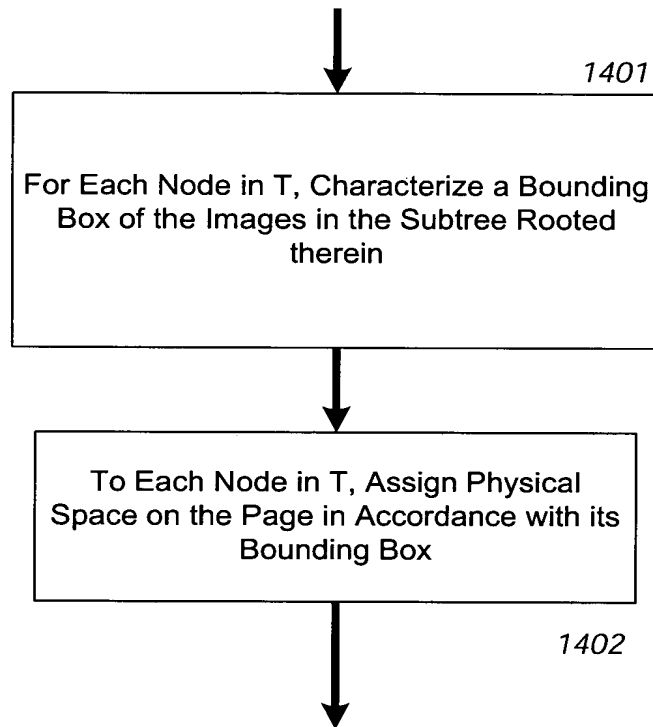 1401
For Each Node in T, Characterize a Bounding
Box of the Images in the Subtree Rooted
therein
To Each Node in T, Assign Physical
Space on the Page in Accordance with its
Bounding Box
1402